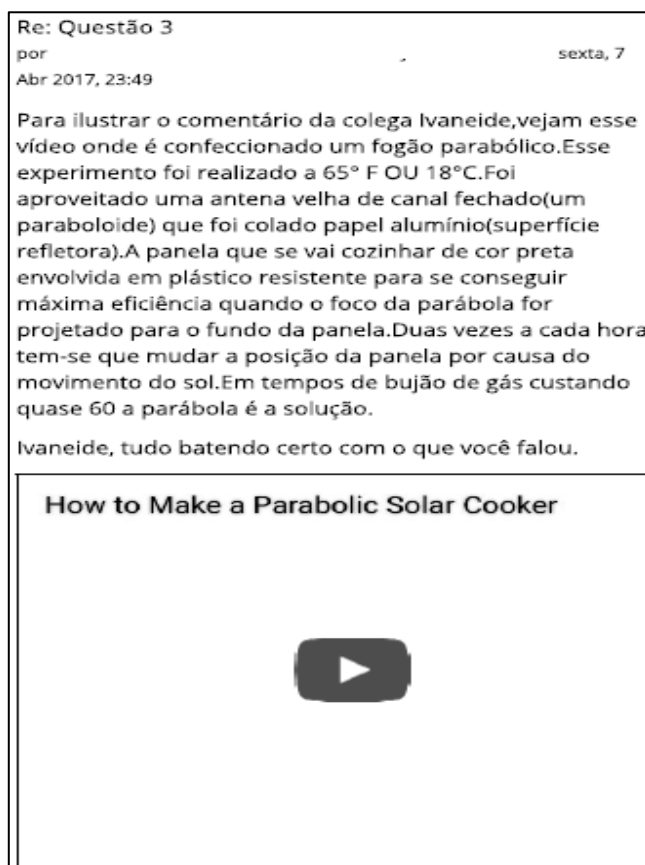 Re: Questão 3
por sexta, 7
Abr 2017, 23:49
Para ilustrar o comentário da colega Ivaneide,vejam esse
vídeo onde é confeccionado um fogão parabólico.Esse
experimento foi realizado a 65° F OU 18°C.Foi
aproveitado uma antena velha de canal fechado(um
paraboloide) que foi colado papel alumínio(superfície
refletora).A panela que se vai cozinhar de cor preta
envolvida em plástico resistente para se conseguir
máxima eficiência quando o foco da parábola for
projetado para o fundo da panela.Duas vezes a cada hora
tem-se que mudar a posição da panela por causa do
movimento do sol.Em tempos de bujão de gás custando
quase 60 a parábola é a solução.
Ivaneide, tudo batendo certo com o que você falou.
How to Make a Parabolic Solar Cooker